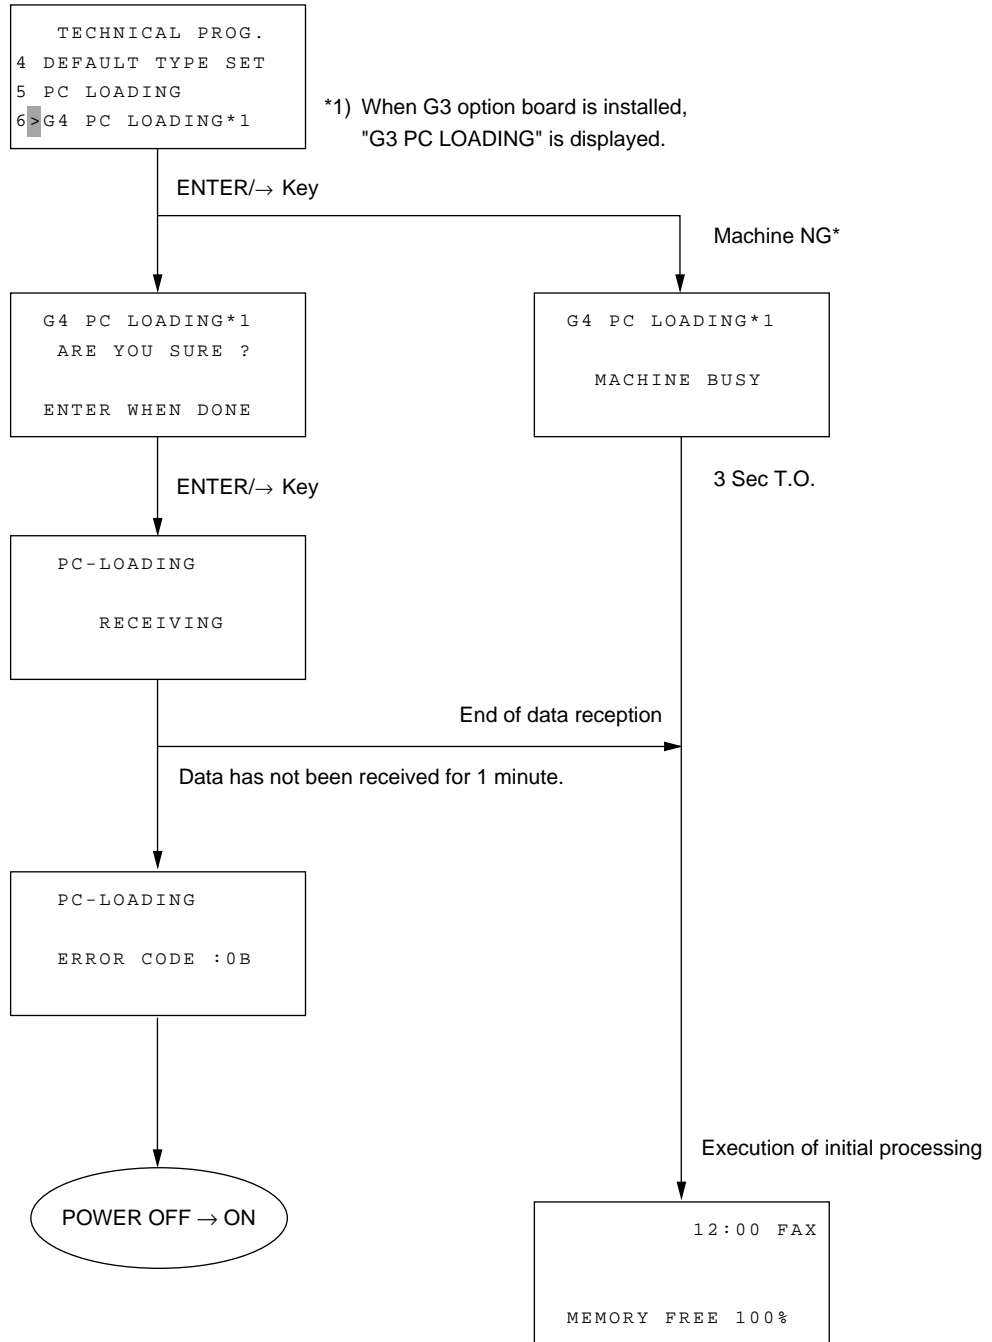 TECHNICAL PROG.
4 DEFAULT TYPE SET
5 PC LOADING
6>G4 PC LOADING*1
*1) When G3 option board is installed,
"G3 PC LOADING" is displayed.
ENTER/→ Key
Machine NG*
G4 PC LOADING*1
ARE YOU SURE ?
ENTER WHEN DONE
G4 PC LOADING*1
MACHINE BUSY
ENTER/→ Key
3 Sec T.O.
PC-LOADING
RECEIVING
End of data reception
Data has not been received for 1 minute.
PC-LOADING
ERROR CODE :0B
Execution of initial processing
POWER OFF → ON
12:00 FAX
MEMORY FREE 100%